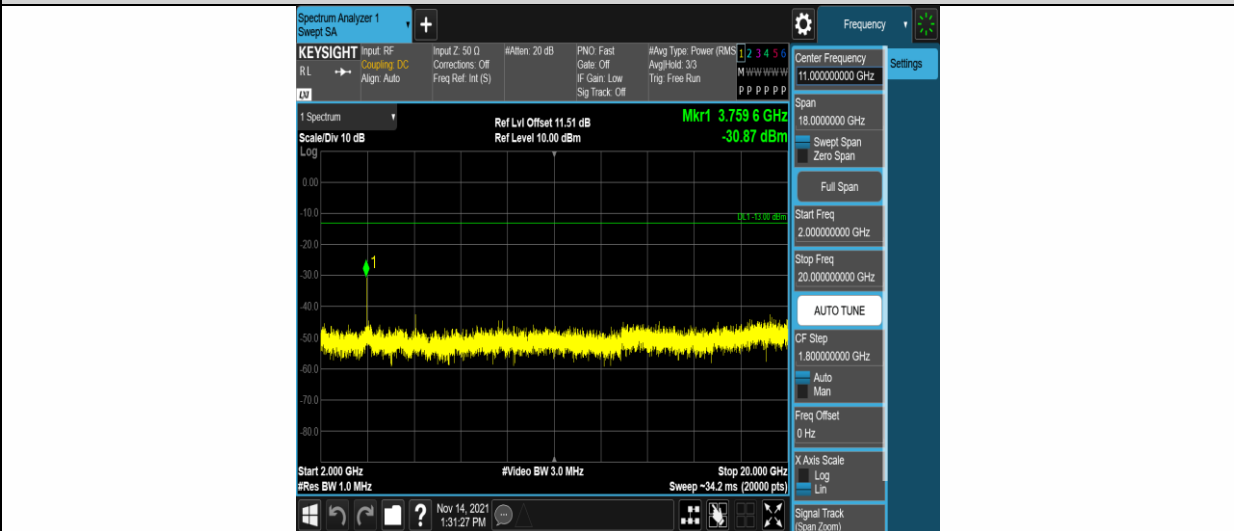 Spectrum Analyzer 1
Swept SA
+
Frequency
KEYSIGHT
RL
LXI
Input: RF
Coupling: DC
Align: Auto
Input Z: 50 Ω
Corrections: Off
Freq Ref: Int (S)
#Atten: 20 dB
PNO: Fast
Gate: Off
IF Gain: Low
Sig Track: Off
#Avg Type: Power (RMS
Avg|Hold: 3/3
Trig: Free Run
1 2 3 4 5 6
M W W W W W
P P P P P P
1 Spectrum
Scale/Div 10 dB
Ref Lvl Offset 11.51 dB
Ref Level 10.00 dBm
Mkr1 3.759 6 GHz
-30.87 dBm
Log
0.00
-10.0
DL1 -13.00 dBm
-20.0
1
-30.0
-40.0
-50.0
-60.0
-70.0
-80.0
Start 2.000 GHz
#Res BW 1.0 MHz
#Video BW 3.0 MHz
Stop 20.000 GHz
Sweep ~34.2 ms (20000 pts)
?
Nov 14, 2021
1:31:27 PM
Center Frequency
11.000000000 GHz
Settings
Span
18.0000000 GHz
Swept Span
Zero Span
Full Span
Start Freq
2.000000000 GHz
Stop Freq
20.000000000 GHz
AUTO TUNE
CF Step
1.800000000 GHz
Auto
Man
Freq Offset
0 Hz
X Axis Scale
Log
Lin
Signal Track
(Span Zoom)